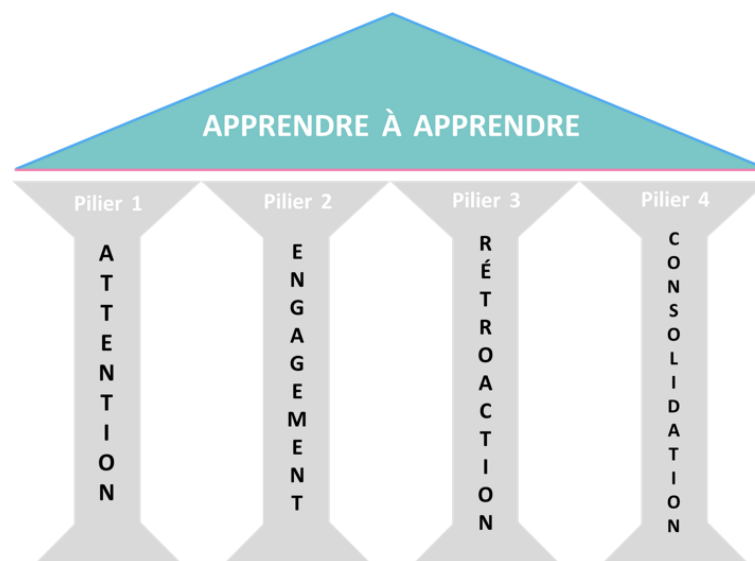 APPRENDRE À APPRENDRE
Pilier 1
ATTENTION
Pilier 2
ENGAGEMENT
Pilier 3
RÉTROACTION
Pilier 4
CONSOLIDATION